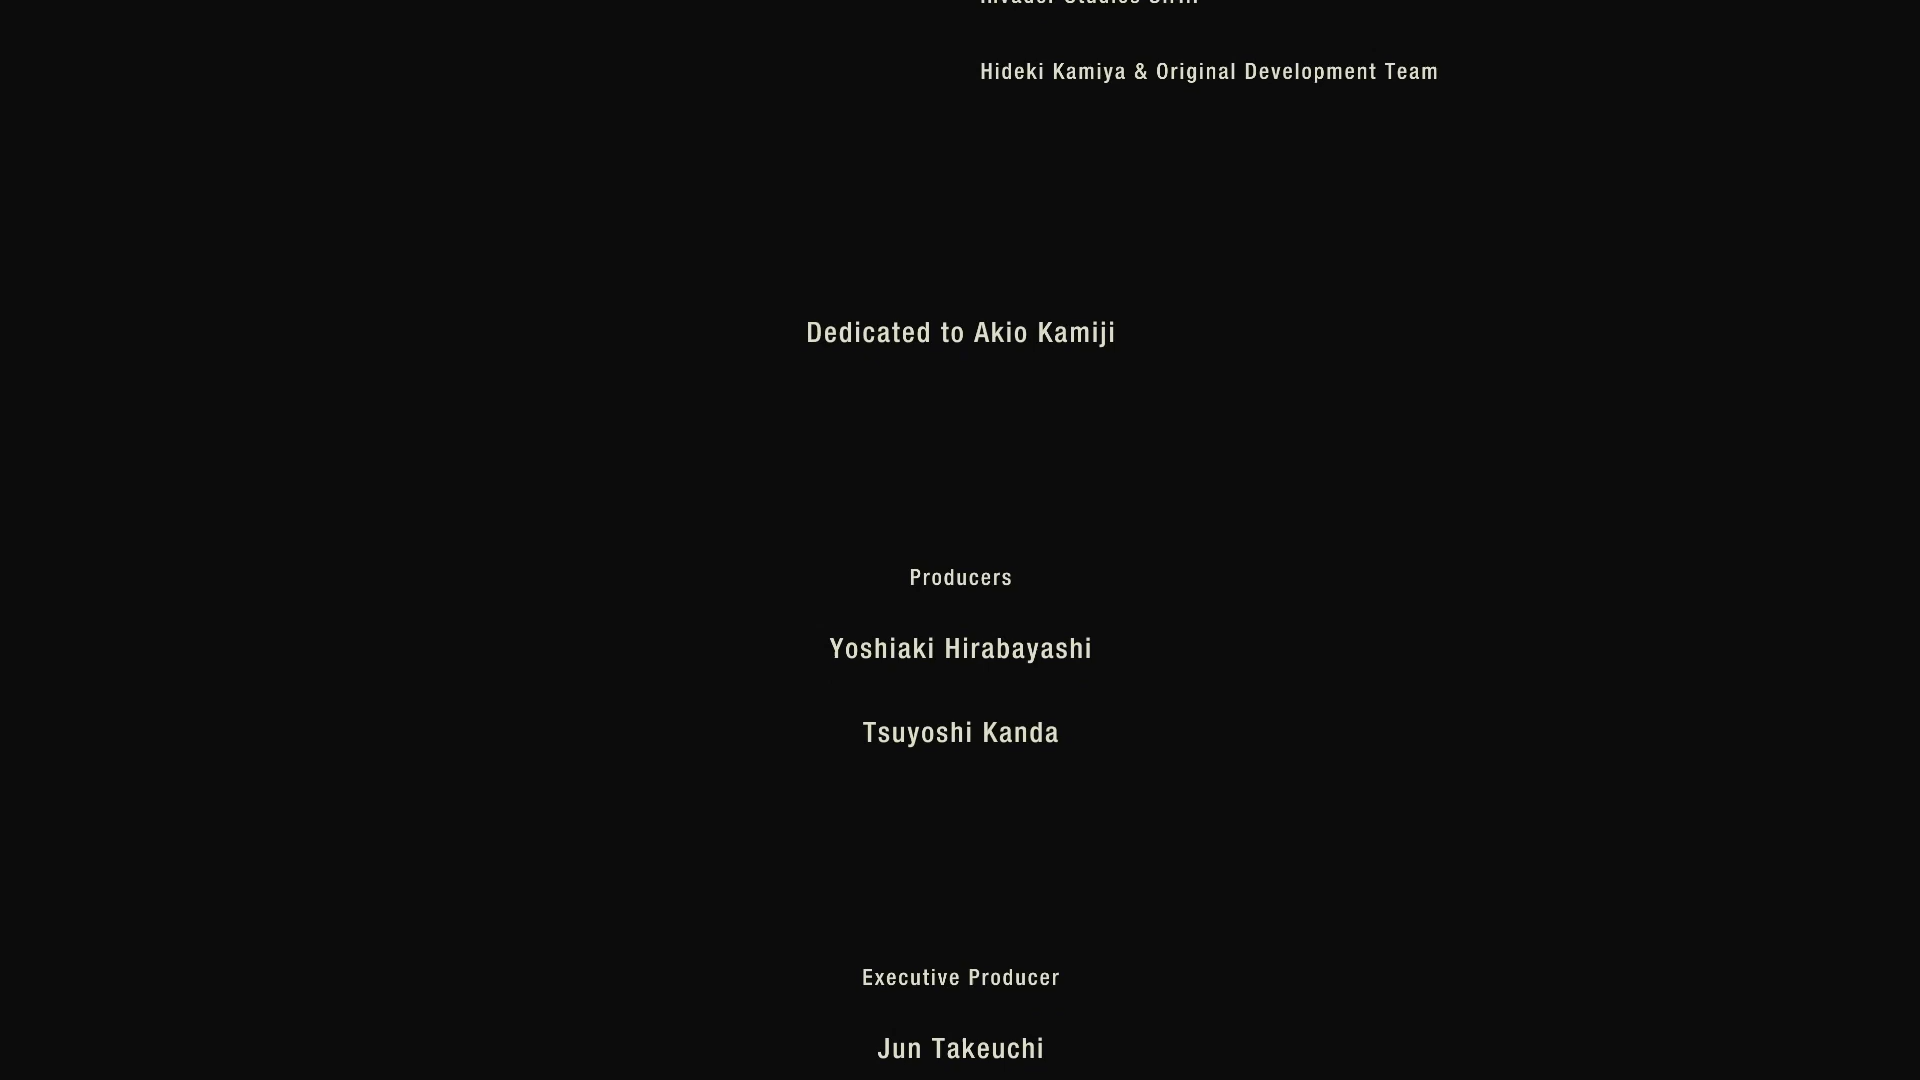 Hideki Kamiya & Original Development Team
Dedicated to Akio Kamiji
Producers
Yoshiaki Hirabayashi
Tsuyoshi Kanda
Executive Producer
Jun Takeuchi